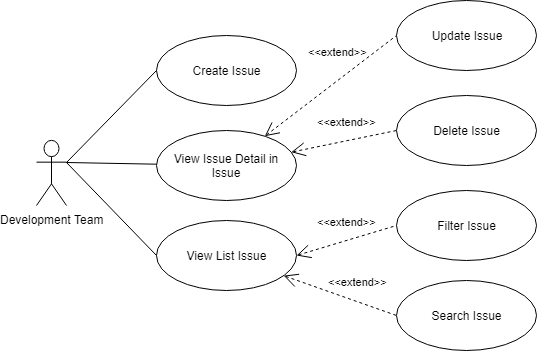 Update Issue
<<extend>>
Create Issue
<<extend>>
Delete Issue
View Issue Detail in
Issue
Development Team
<<extend>>
Filter Issue
View List Issue
<<extend>>
Search Issue